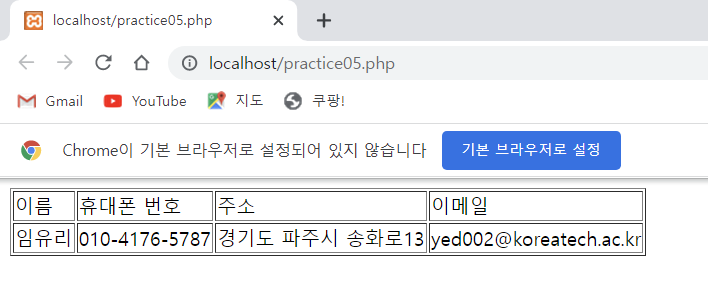 localhost/practice05.php
localhost/practice05.php
Gmail YouTube 지도 쿠팡!
Chrome이 기본 브라우저로 설정되어 있지 않습니다 기본 브라우저로 설정
이름 휴대폰 번호 주소 이메일
임유리 010-4176-5787 경기도 파주시 송화로13 yed002@koreatech.ac.kr